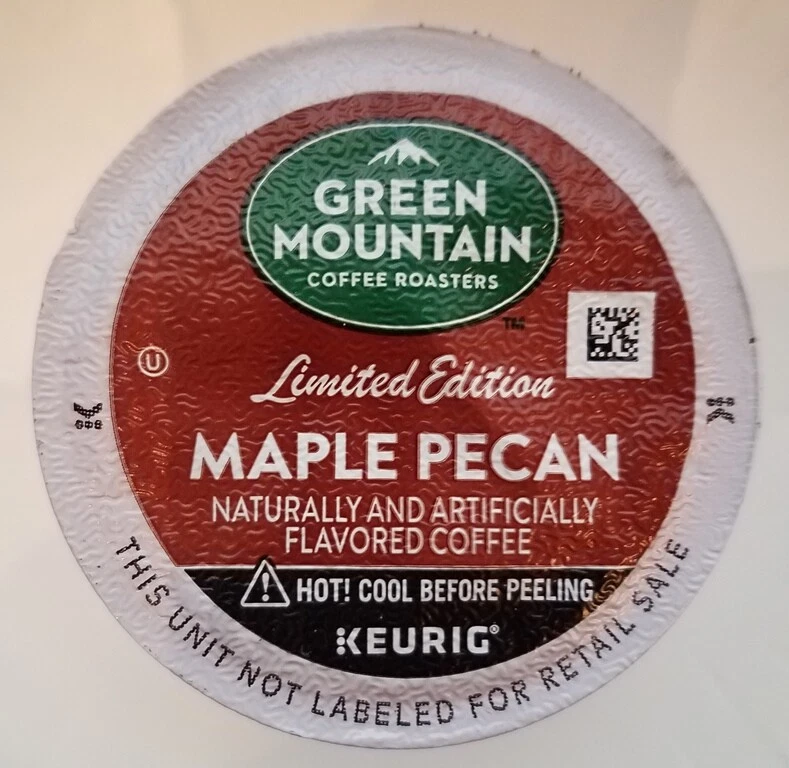 GREEN
MOUNTAIN
COFFEE ROASTERS
TM
U
Limited Edition
MAPLE PECAN
NATURALLY AND ARTIFICIALLY
FLAVORED COFFEE
HOT! COOL BEFORE PEELING
KEURIG®
THIS UNIT NOT LABELED FOR RETAIL SALE